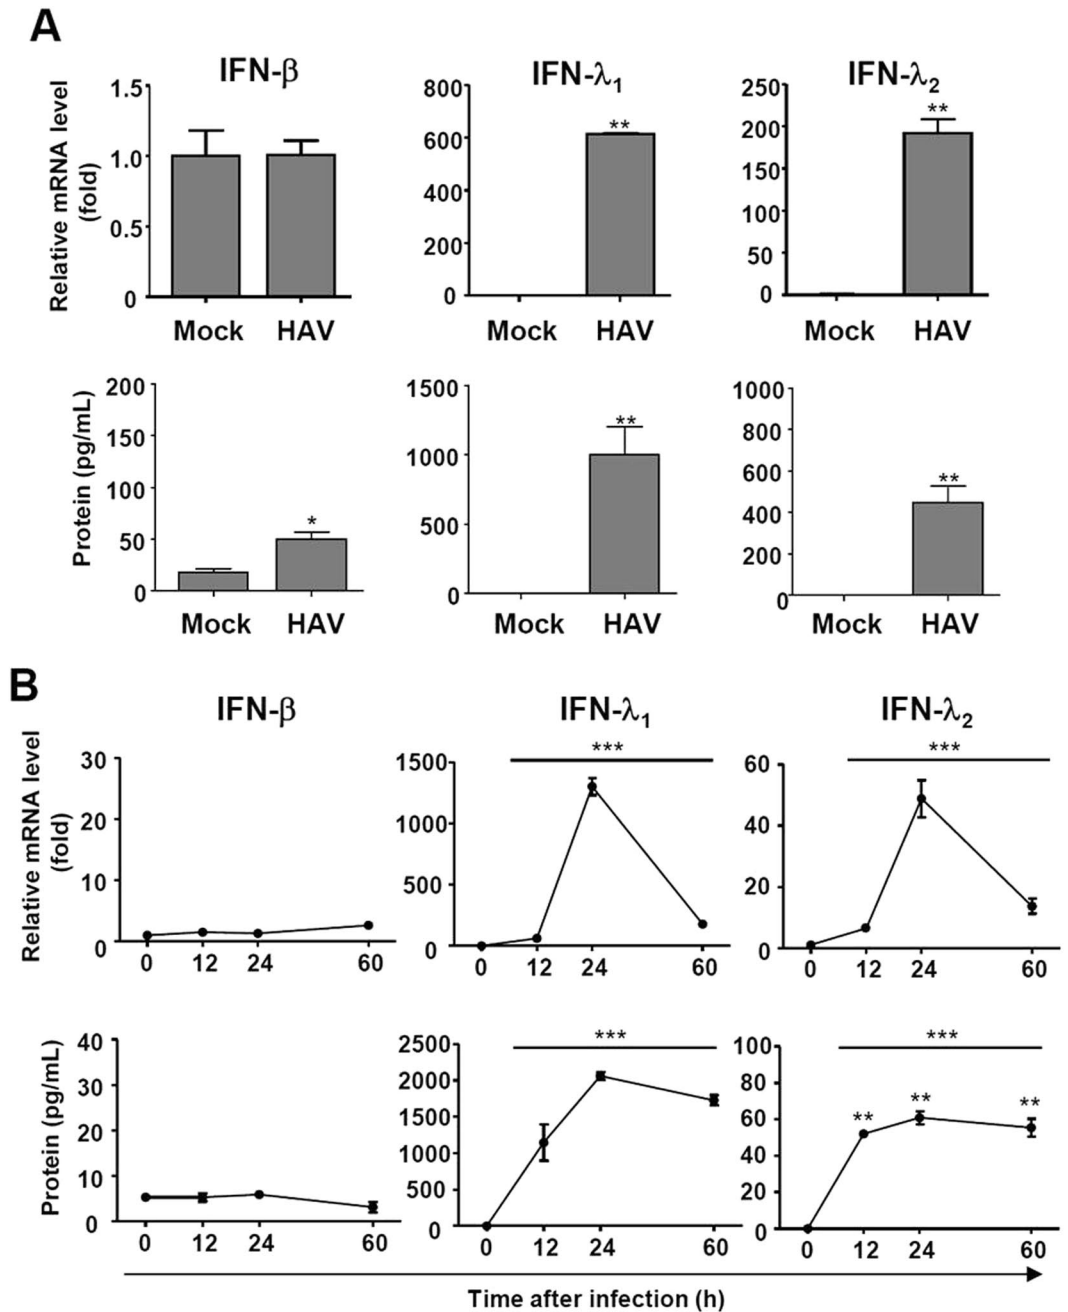 A
IFN-β
IFN-λ1
IFN-λ2
Relative mRNA level
(fold)
1.5
1.0
0.5
0
Mock
HAV
800
600
400
200
0
**
Mock
HAV
250
200
150
100
50
0
**
Mock
HAV
Protein (pg/mL)
200
150
100
50
0
*
Mock
HAV
1500
1000
500
0
**
Mock
HAV
1000
800
600
400
200
0
**
Mock
HAV
B
IFN-β
IFN-λ1
IFN-λ2
Relative mRNA level
(fold)
30
20
10
0
0 12 24 60
***
1500
1000
500
0
0 12 24 60
***
60
40
20
0
0 12 24 60
Protein (pg/mL)
40
30
20
10
0
0 12 24 60
***
2500
2000
1500
1000
500
0
0 12 24 60
***
100
80
60
40
20
0
** ** **
0 12 24 60
Time after infection (h)